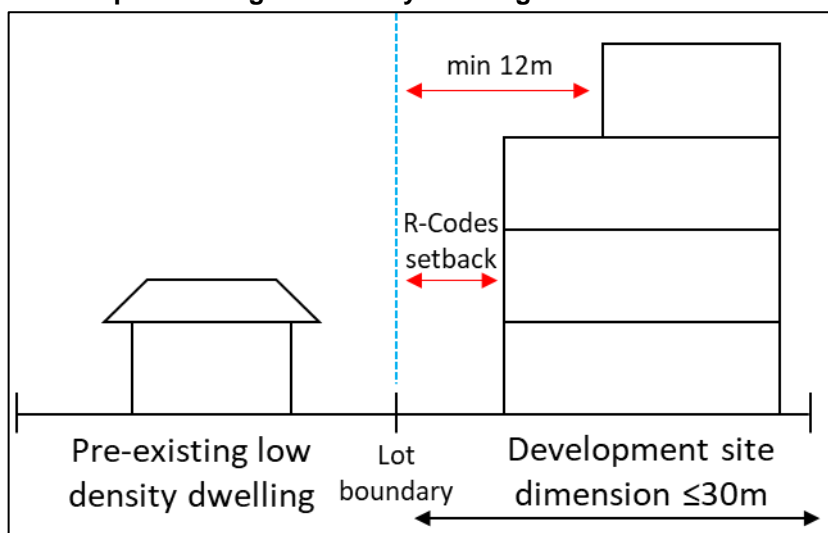 min 12m
R-Codes
setback
Pre-existing low
density dwelling
Lot
boundary
Development site
dimension ≤30m